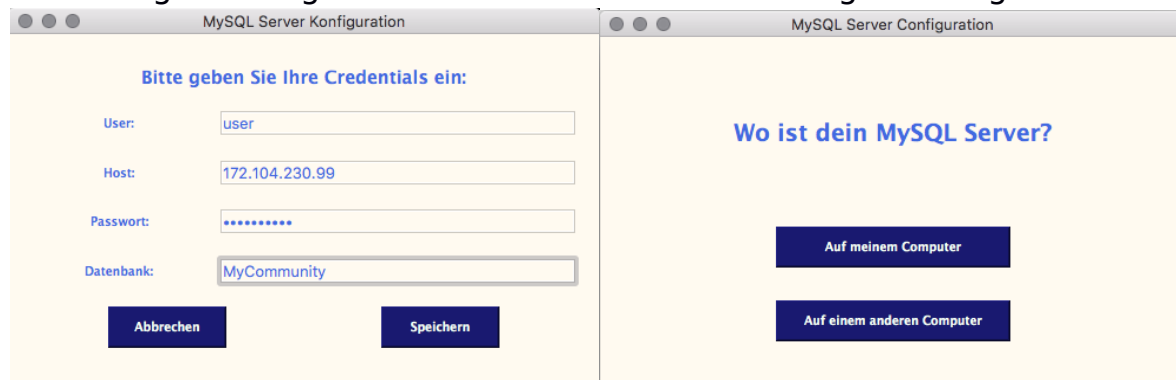 MySQL Server Konfiguration
Bitte geben Sie Ihre Credentials ein:
User: user
Host: 172.104.230.99
Passwort: ••••••••••
Datenbank: MyCommunity
Abbrechen Speichern
MySQL Server Configuration
Wo ist dein MySQL Server?
Auf meinem Computer
Auf einem anderen Computer